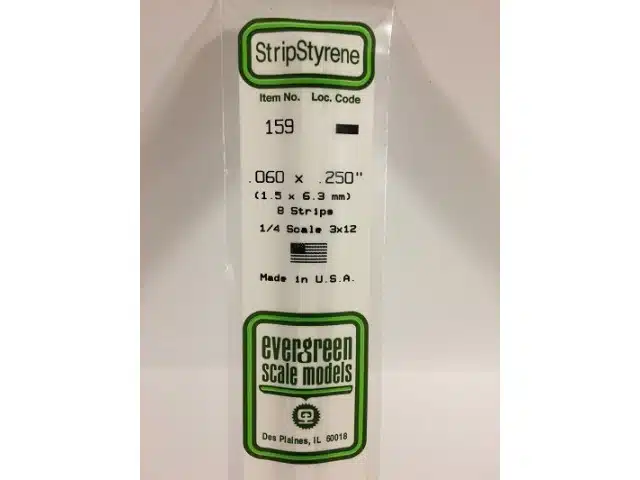 StripStyrene
Item No. Loc. Code
159
.060 x .250"
(1.5 x 6.3 mm)
8 Strips
1/4 Scale 3x12
Made in U.S.A.
evergreen
scale models
Des Plaines, IL 60018